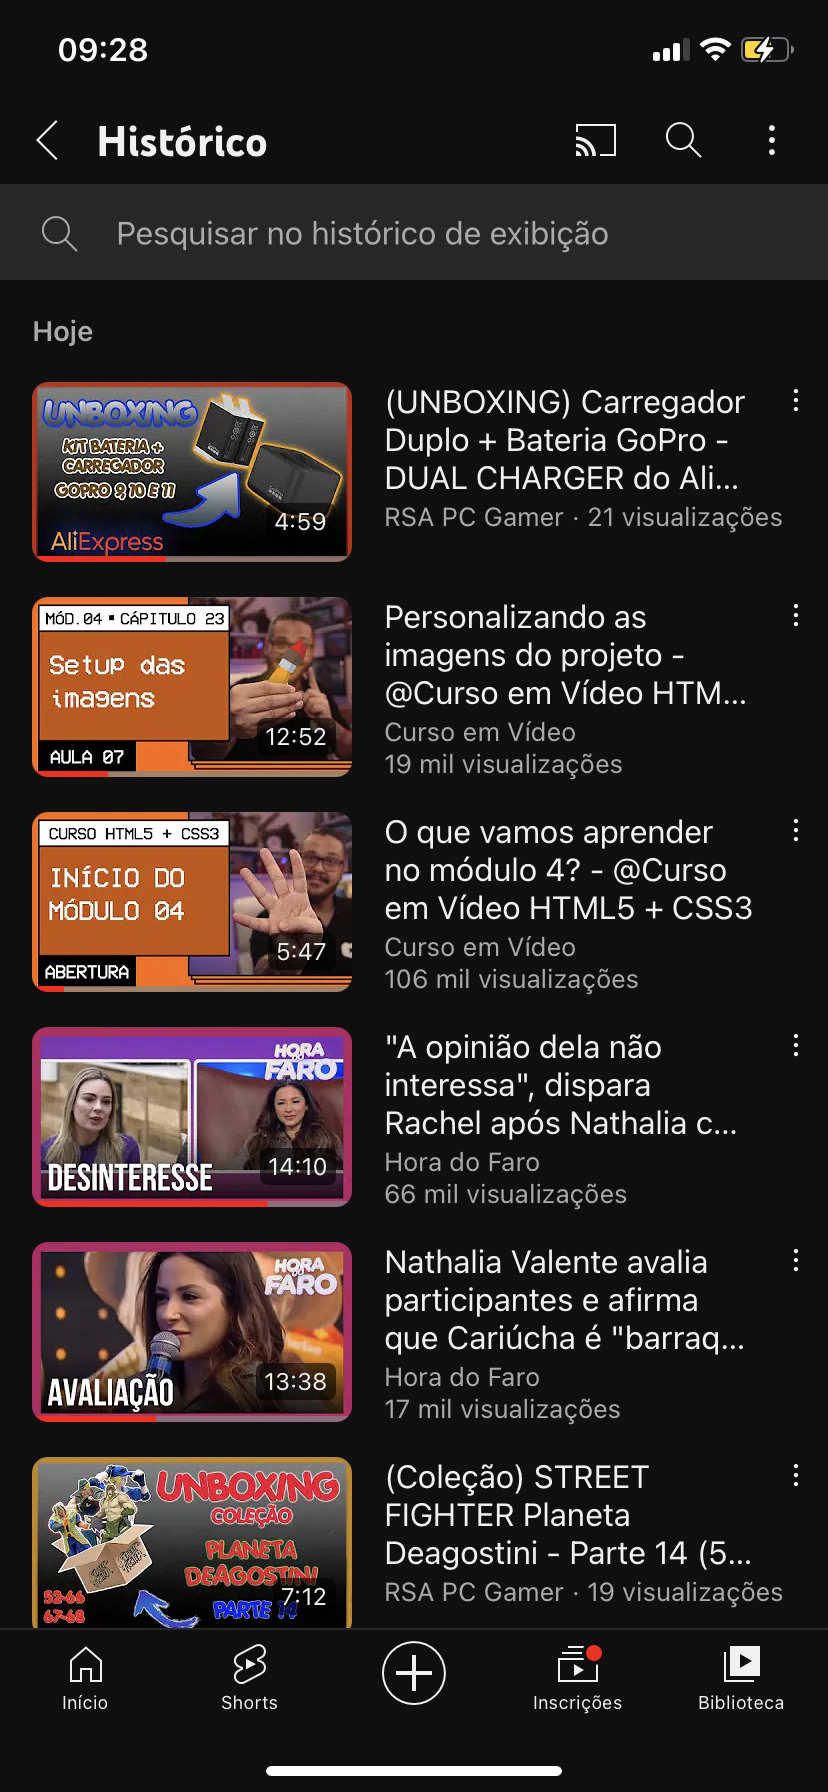 09:28
Histórico
Pesquisar no histórico de exibição
Hoje
UNBOXING
KIT BATERIA +
CARREGADOR
GOPRO 9, 10 E 11
AliExpress
4:59
(UNBOXING) Carregador
Duplo + Bateria GoPro -
DUAL CHARGER do Ali...
RSA PC Gamer · 21 visualizações
MÓD. 04 ▪ CÁPITULO 23
Setup das
imagens
AULA 07
12:52
Personalizando as
imagens do projeto -
@Curso em Vídeo HTM...
Curso em Vídeo
19 mil visualizações
CURSO HTML5 + CSS3
INÍCIO DO
MÓDULO 04
ABERTURA
5:47
O que vamos aprender
no módulo 4? - @Curso
em Vídeo HTML5 + CSS3
Curso em Vídeo
106 mil visualizações
HORA
DO
FARO
DESINTERESSE
14:10
"A opinião dela não
interessa", dispara
Rachel após Nathalia c...
Hora do Faro
66 mil visualizações
HORA
DO
FARO
AVALIAÇÃO
13:38
Nathalia Valente avalia
participantes e afirma
que Cariúcha é "barraq...
Hora do Faro
17 mil visualizações
UNBOXING
COLEÇÃO
PLANETA
DEAGOSTINI
PARTE 14
52-66
67-68
7:12
(Coleção) STREET
FIGHTER Planeta
Deagostini - Parte 14 (5...
RSA PC Gamer · 19 visualizações
Início
Shorts
Inscrições
Biblioteca